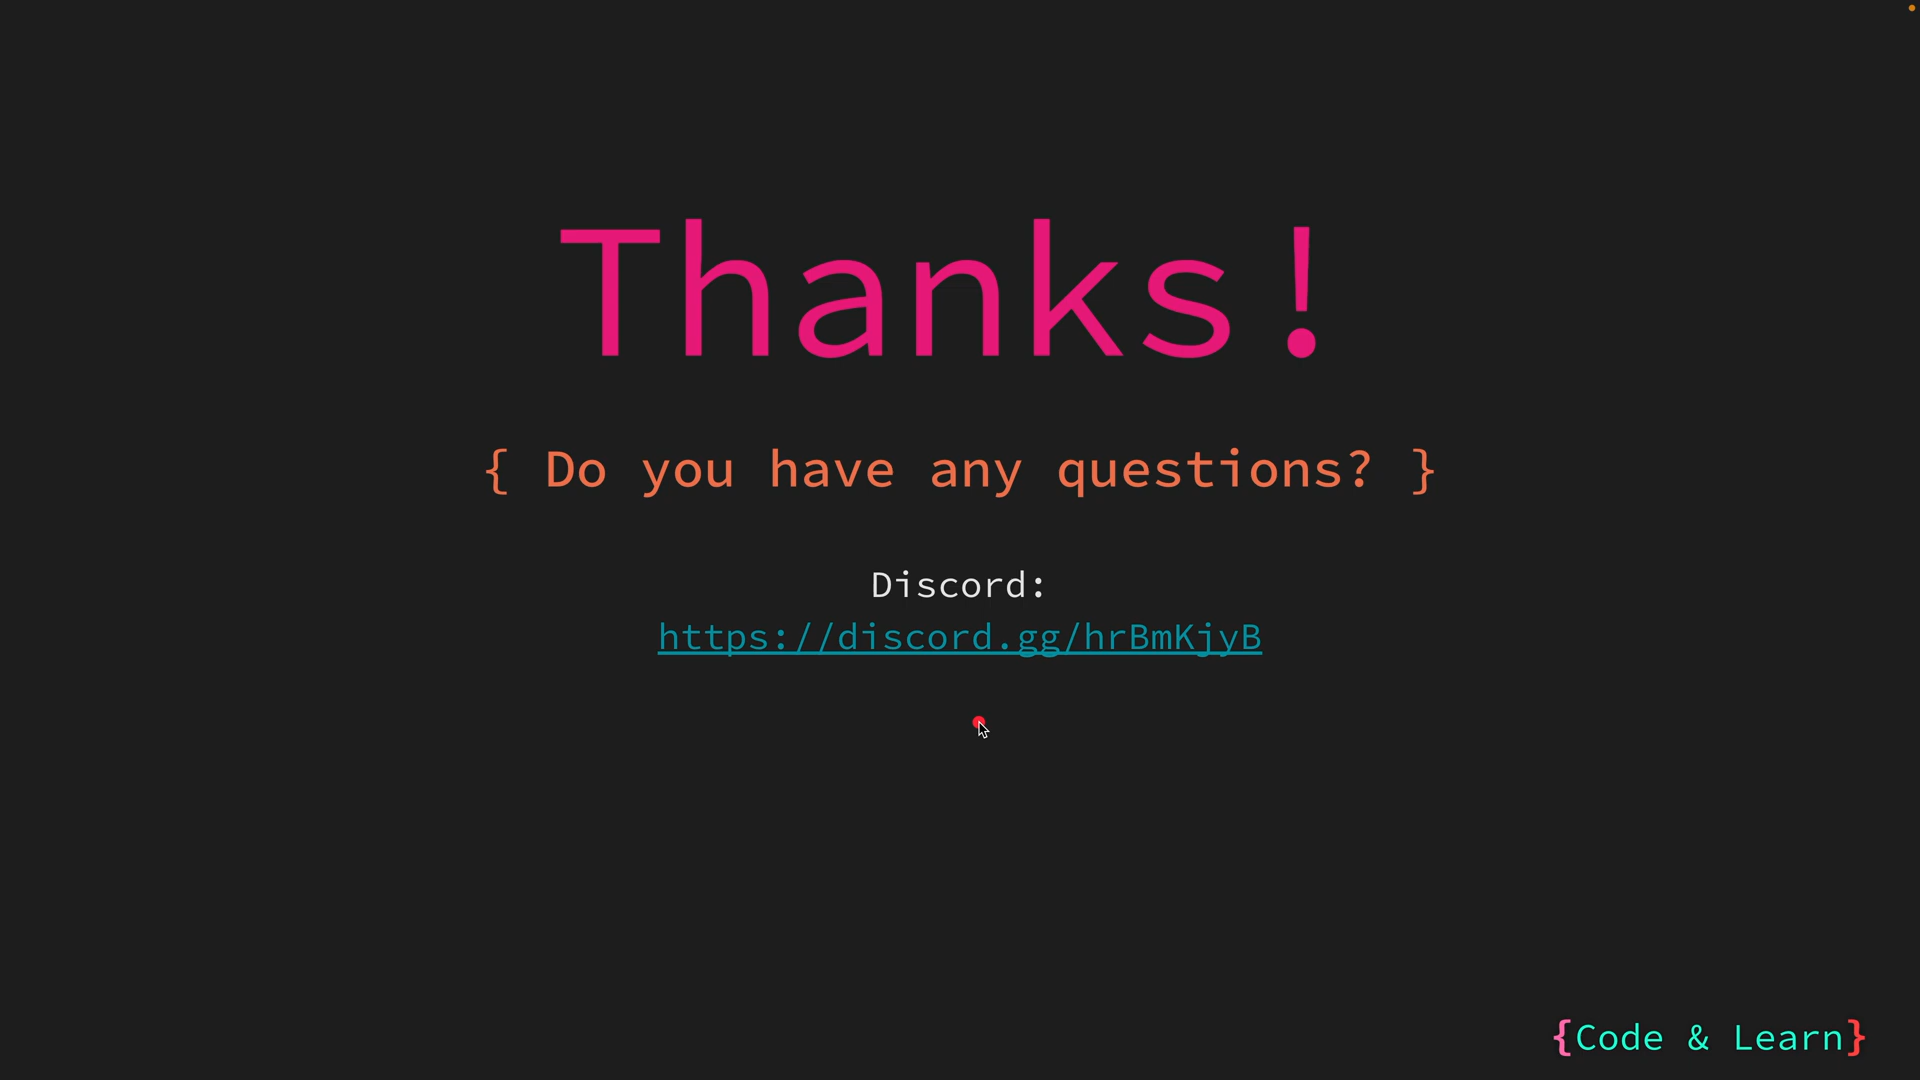 Thanks!
{ Do you have any questions? }
Discord:
https://discord.gg/hrBmKjyB
{Code & Learn}